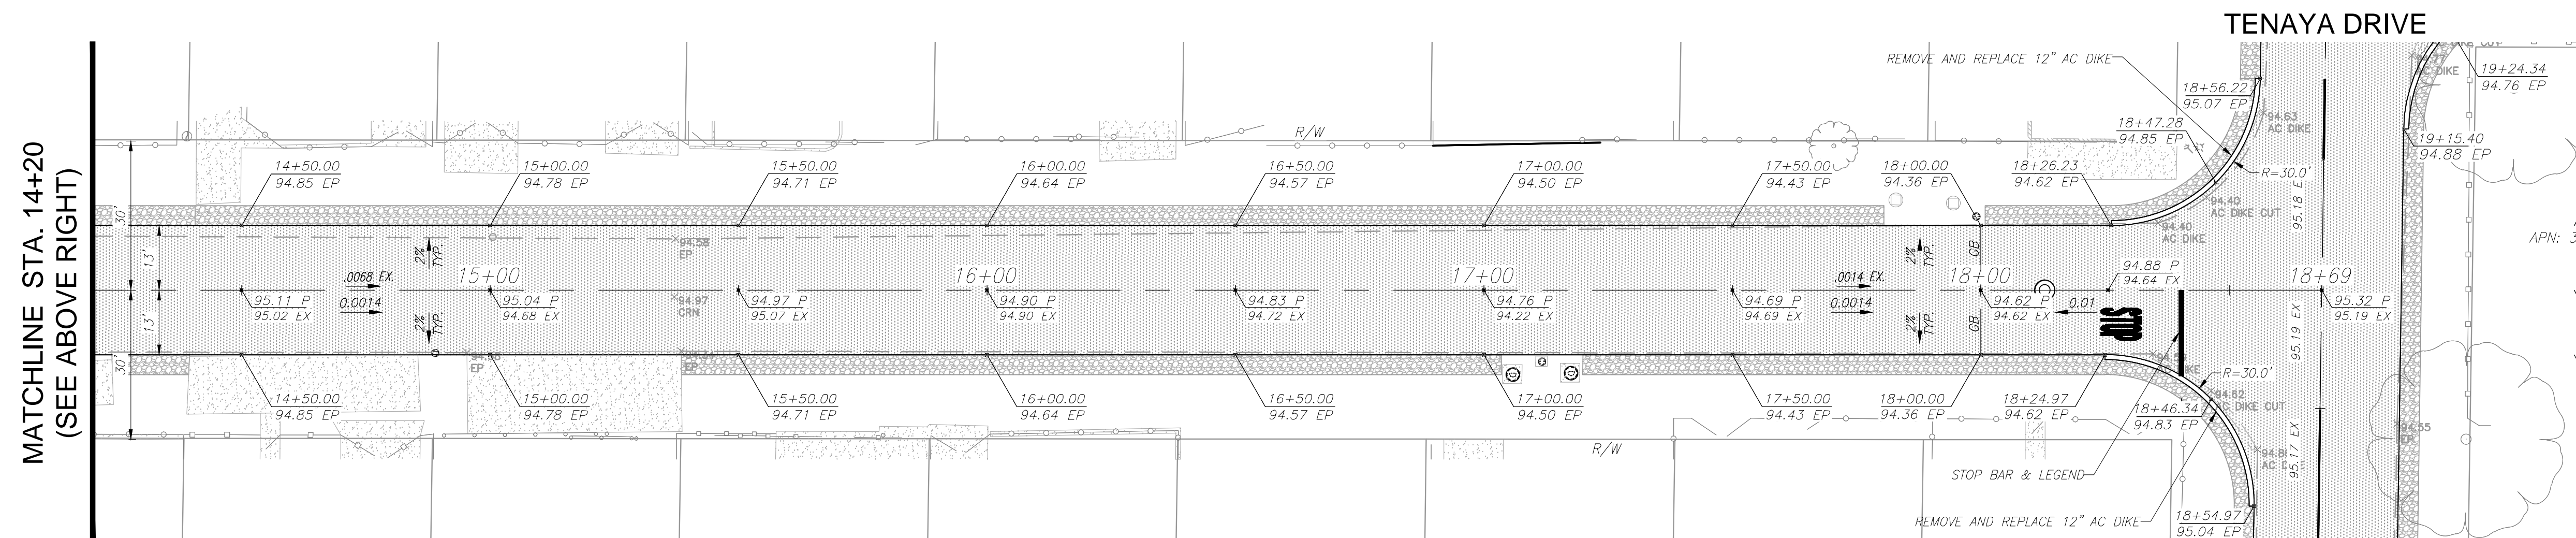 TENAYA DRIVE
MATCHLINE STA. 14+20
(SEE ABOVE RIGHT)
REMOVE AND REPLACE 12" AC DIKE
19+24.34
94.76 EP
18+56.22
95.07 EP
94.63
AC DIKE
18+47.28
94.85 EP
19+15.40
94.88 EP
R/W
14+50.00
94.85 EP
15+00.00
94.78 EP
15+50.00
94.71 EP
16+00.00
94.64 EP
16+50.00
94.57 EP
17+00.00
94.50 EP
17+50.00
94.43 EP
18+00.00
94.36 EP
18+26.23
94.62 EP
R=30.0'
94.40
AC DIKE CUT
94.40
AC DIKE
30'
13'
13'
30'
2%
TYP.
2%
TYP.
94.58
EP
94.97
CRN
.0068 EX.
0.0014
15+00
16+00
17+00
.0014 EX.
0.0014
2%
TYP.
2%
TYP.
GB
GB
18+00
18+69
95.11 P
95.02 EX
95.04 P
94.68 EX
94.97 P
95.07 EX
94.90 P
94.90 EX
94.83 P
94.72 EX
94.76 P
94.22 EX
94.69 P
94.69 EX
94.62 P
94.62 EX
94.88 P
94.64 EX
0.01
STOP
95.32 P
95.19 EX
95.18 E
95.19 EX
95.17 EX
APN: 3
EP
EP
14+50.00
94.85 EP
15+00.00
94.78 EP
15+50.00
94.71 EP
16+00.00
94.64 EP
16+50.00
94.57 EP
17+00.00
94.50 EP
17+50.00
94.43 EP
18+00.00
94.36 EP
18+24.97
94.62 EP
R=30.0'
94.62
AC DIKE CUT
18+46.34
94.83 EP
94.55
EP
R/W
STOP BAR & LEGEND
REMOVE AND REPLACE 12" AC DIKE
18+54.97
95.04 EP